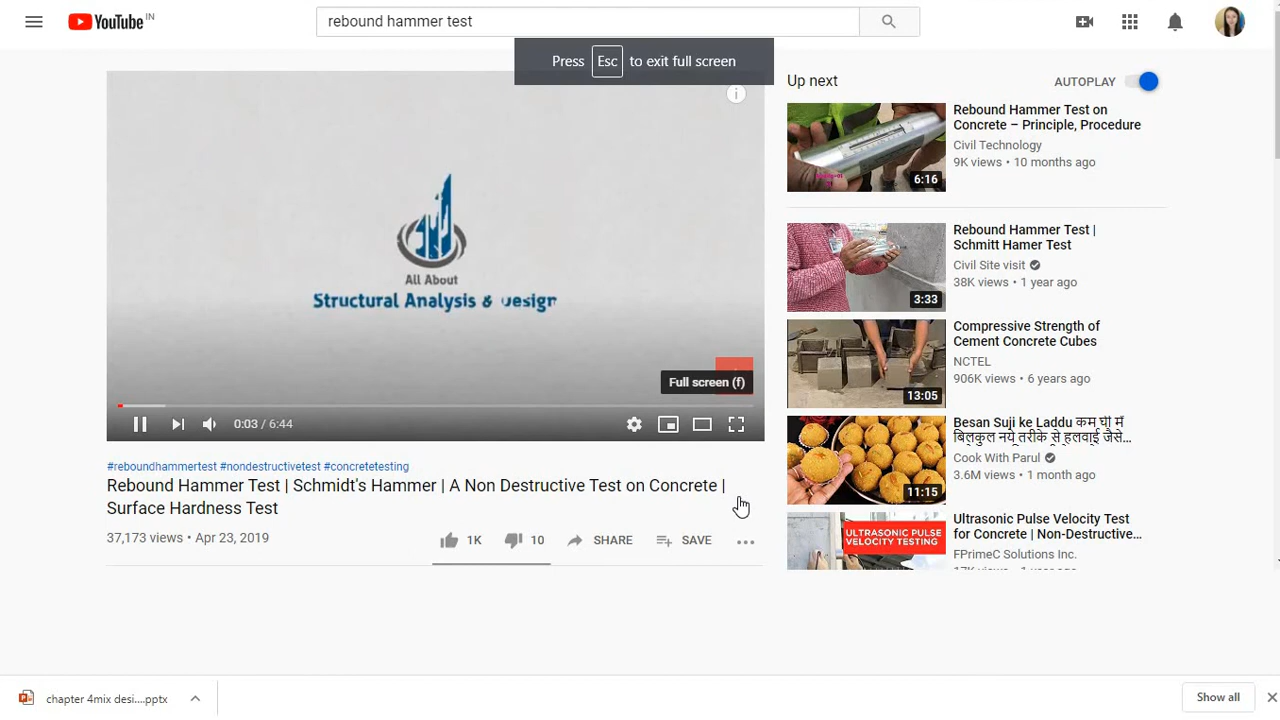 YouTube IN
rebound hammer test
Press Esc to exit full screen
All About
Structural Analysis & Design
Full screen (f)
0:03 / 6:44
#reboundhammertest #nondestructivetest #concretetesting
Rebound Hammer Test | Schmidt's Hammer | A Non Destructive Test on Concrete |
Surface Hardness Test
37,173 views • Apr 23, 2019
1K
10
SHARE
SAVE
Up next
AUTOPLAY
6:16
Rebound Hammer Test on
Concrete – Principle, Procedure
Civil Technology
9K views • 10 months ago
3:33
Rebound Hammer Test |
Schmitt Hamer Test
Civil Site visit
38K views • 1 year ago
13:05
Compressive Strength of
Cement Concrete Cubes
NCTEL
906K views • 6 years ago
11:15
Besan Suji ke Laddu कम घी में
बिलकुल नये तरीके से हलवाई जैसे...
Cook With Parul
3.6M views • 1 month ago
ULTRASONIC PULSE
VELOCITY TESTING
Ultrasonic Pulse Velocity Test
for Concrete | Non-Destructive...
FPrimeC Solutions Inc.
17K views • 1 year ago
chapter 4mix desi....pptx
Show all